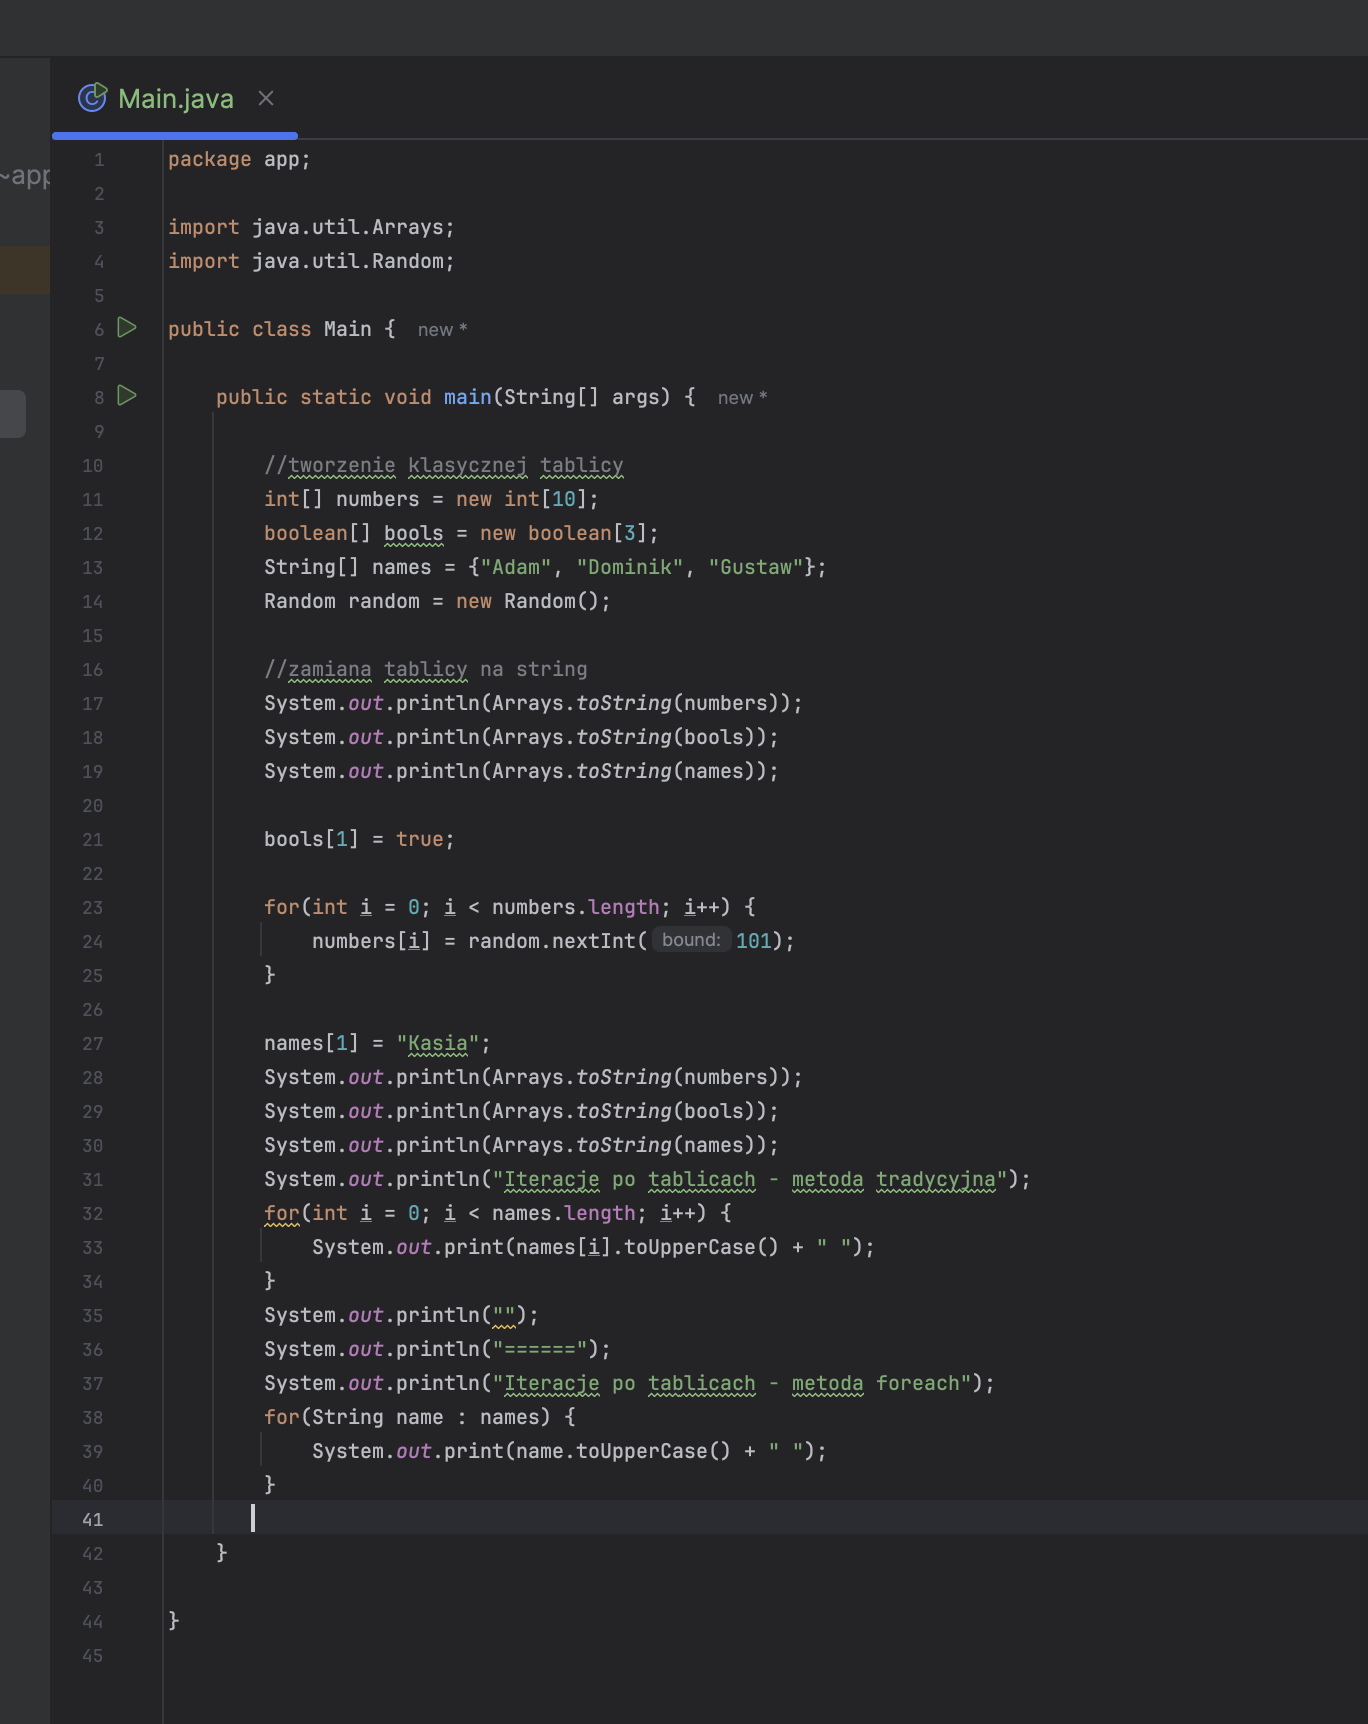 Main.java
~app
1 package app;
2
3 import java.util.Arrays;
4 import java.util.Random;
5
6 public class Main { new *
7
8     public static void main(String[] args) { new *
9
10         //tworzenie klasycznej tablicy
11         int[] numbers = new int[10];
12         boolean[] bools = new boolean[3];
13         String[] names = {"Adam", "Dominik", "Gustaw"};
14         Random random = new Random();
15
16         //zamiana tablicy na string
17         System.out.println(Arrays.toString(numbers));
18         System.out.println(Arrays.toString(bools));
19         System.out.println(Arrays.toString(names));
20
21         bools[1] = true;
22
23         for(int i = 0; i < numbers.length; i++) {
24             numbers[i] = random.nextInt( bound: 101);
25         }
26
27         names[1] = "Kasia";
28         System.out.println(Arrays.toString(numbers));
29         System.out.println(Arrays.toString(bools));
30         System.out.println(Arrays.toString(names));
31         System.out.println("Iteracje po tablicach - metoda tradycyjna");
32         for(int i = 0; i < names.length; i++) {
33             System.out.print(names[i].toUpperCase() + " ");
34         }
35         System.out.println("");
36         System.out.println("======");
37         System.out.println("Iteracje po tablicach - metoda foreach");
38         for(String name : names) {
39             System.out.print(name.toUpperCase() + " ");
40         }
41
42     }
43
44 }
45